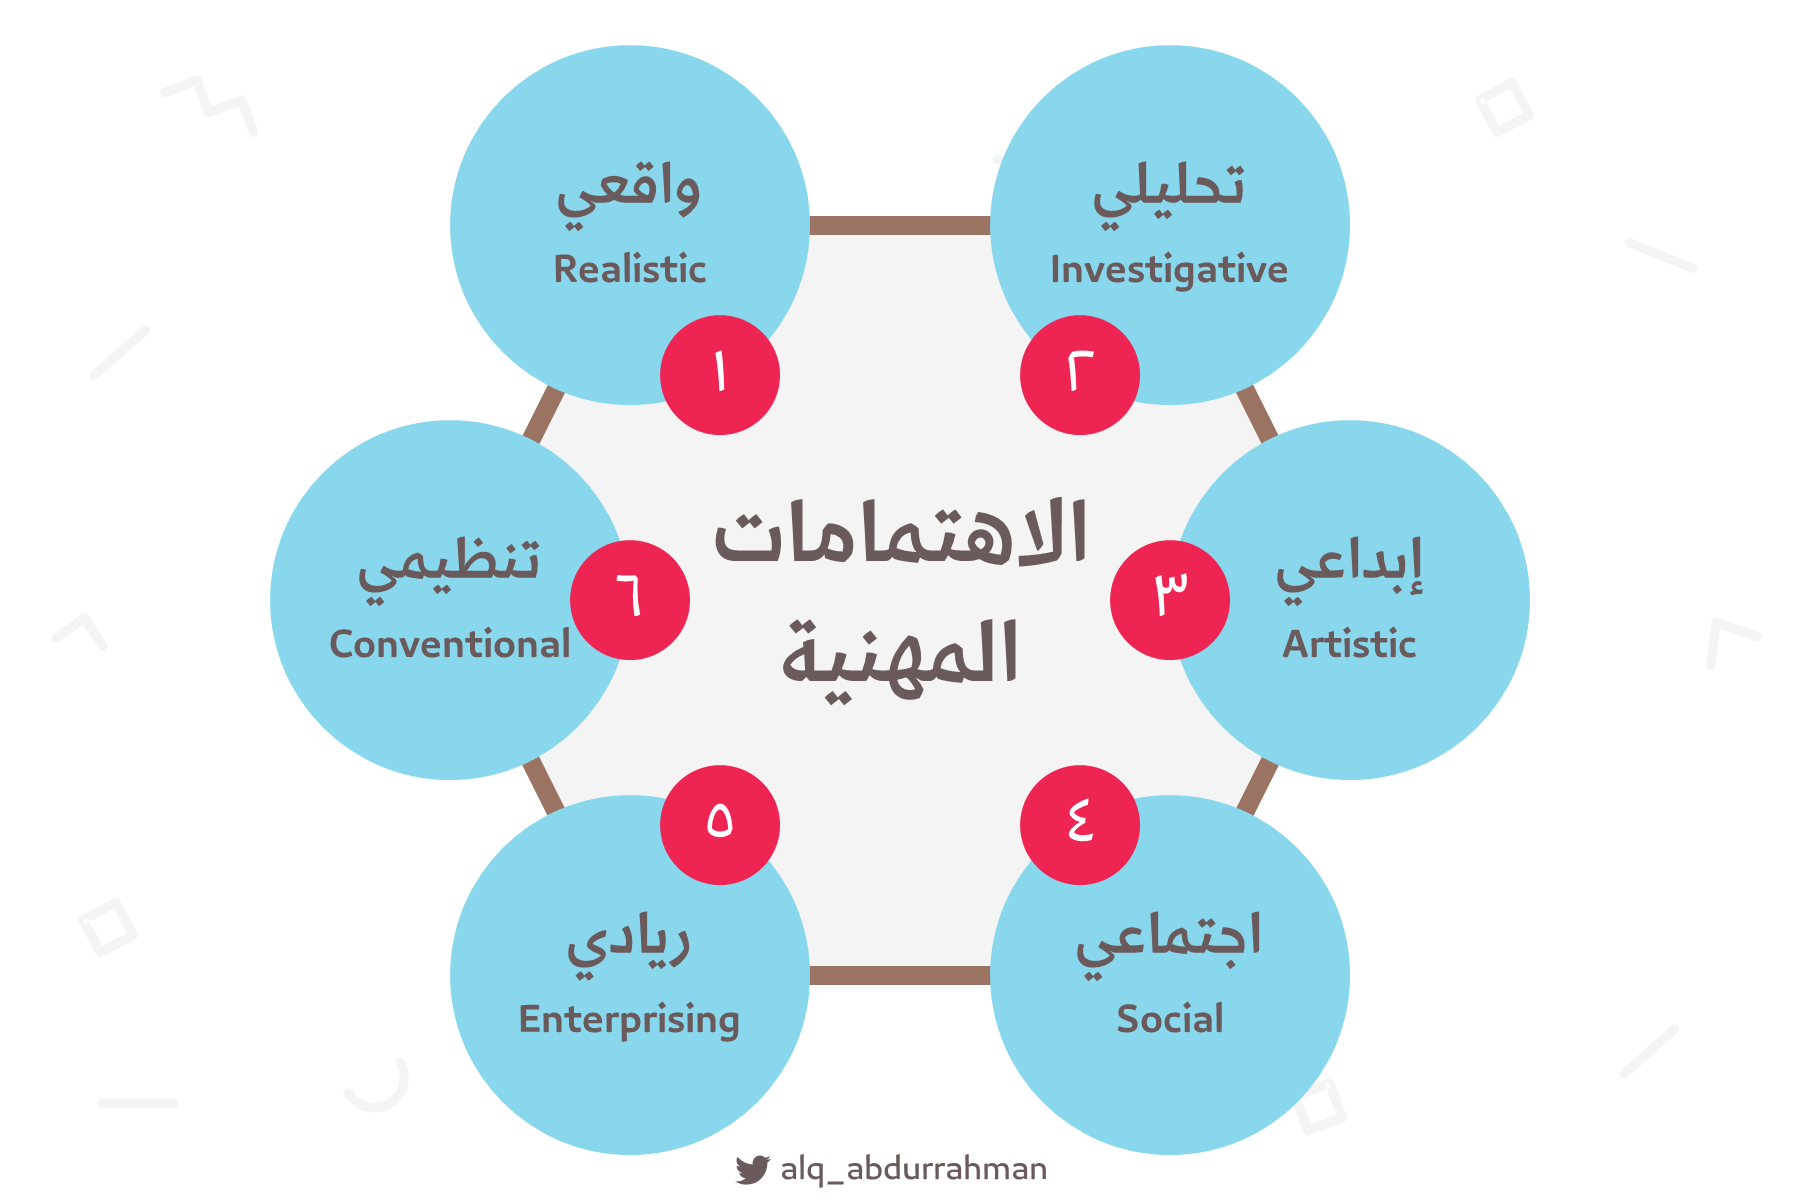 الاهتمامات
المهنية
واقعي
Realistic
١
تحليلي
Investigative
٢
إبداعي
Artistic
٣
اجتماعي
Social
٤
ريادي
Enterprising
٥
تنظيمي
Conventional
٦
alq_abdurrahman